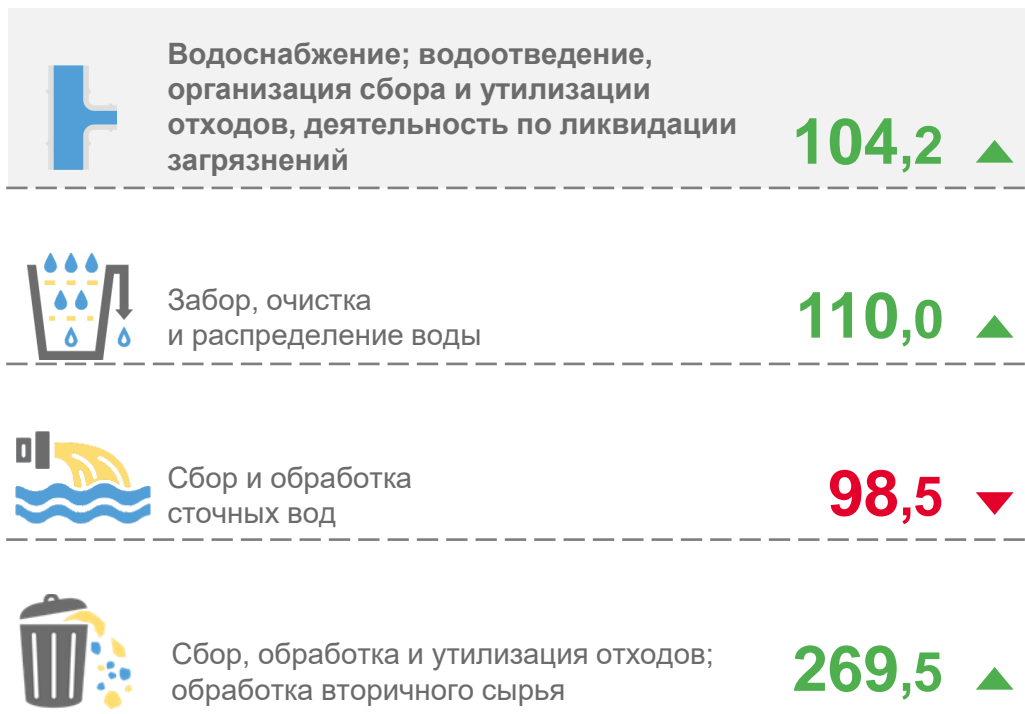 Водоснабжение; водоотведение,
организация сбора и утилизации
отходов, деятельность по ликвидации
загрязнений
104,2
Забор, очистка
и распределение воды
110,0
Сбор и обработка
сточных вод
98,5
Сбор, обработка и утилизация отходов;
обработка вторичного сырья
269,5